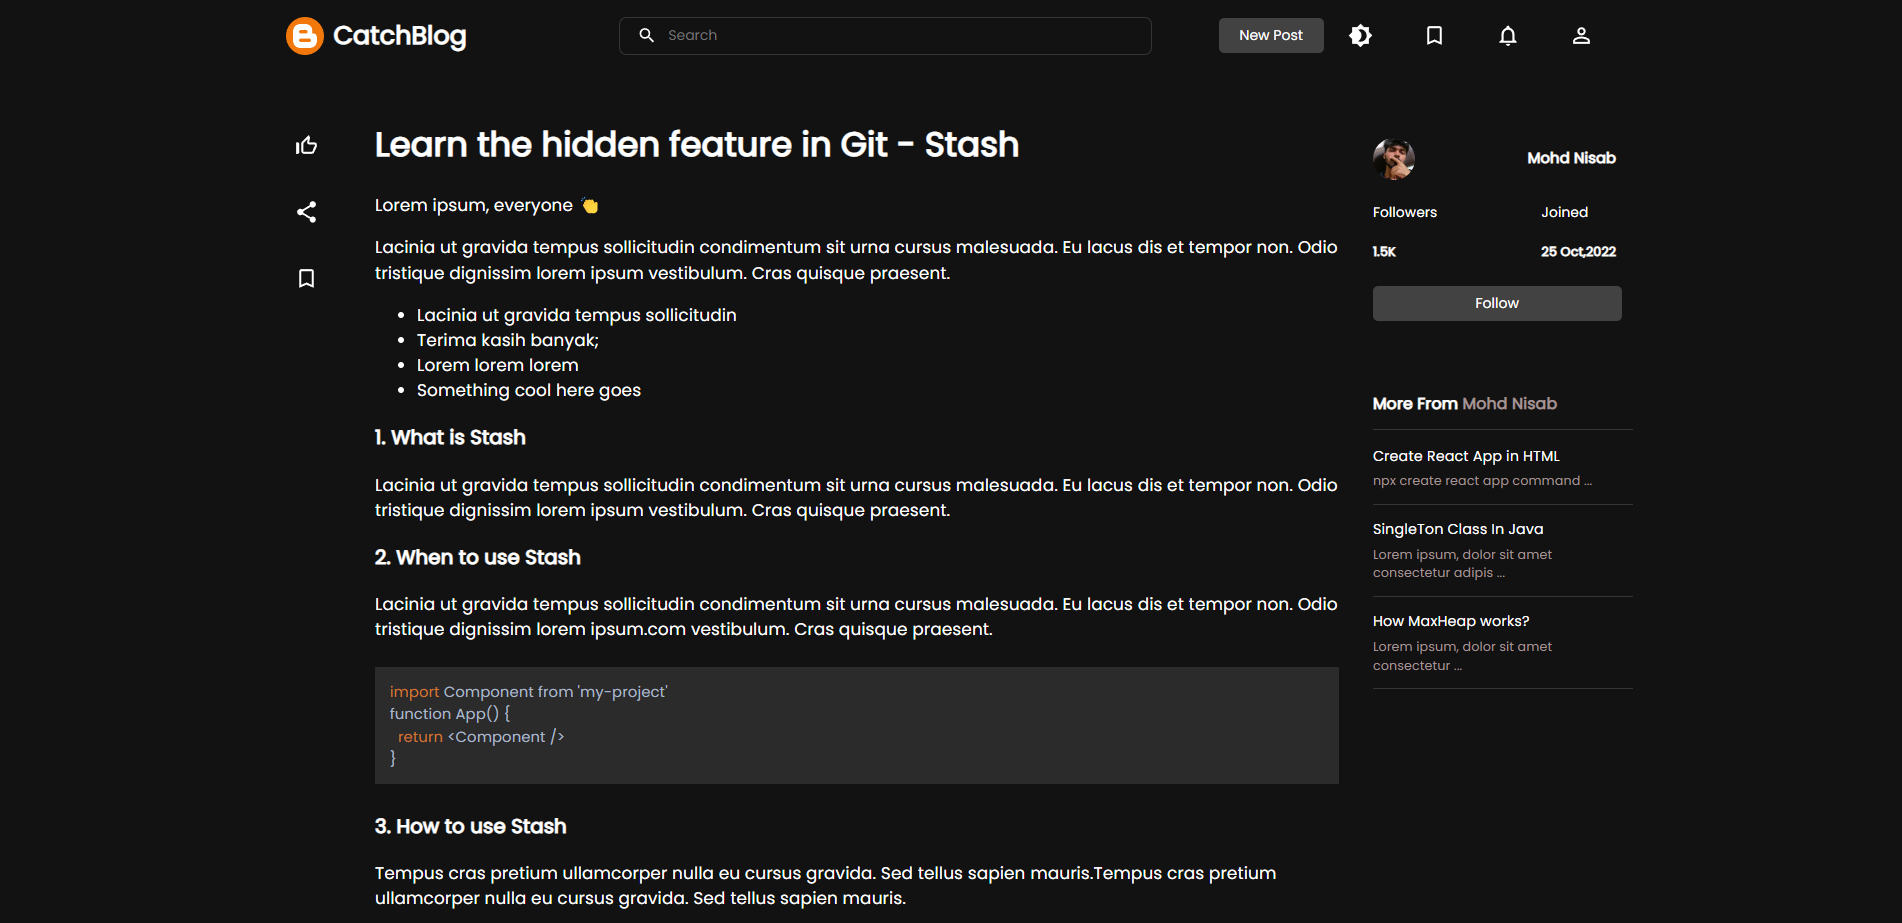 CatchBlog
Search
New Post
Learn the hidden feature in Git - Stash
Lorem ipsum, everyone 👏
Lacinia ut gravida tempus sollicitudin condimentum sit urna cursus malesuada. Eu lacus dis et tempor non. Odio
tristique dignissim lorem ipsum vestibulum. Cras quisque praesent.
• Lacinia ut gravida tempus sollicitudin
• Terima kasih banyak;
• Lorem lorem lorem
• Something cool here goes
1. What is Stash
Lacinia ut gravida tempus sollicitudin condimentum sit urna cursus malesuada. Eu lacus dis et tempor non. Odio
tristique dignissim lorem ipsum vestibulum. Cras quisque praesent.
2. When to use Stash
Lacinia ut gravida tempus sollicitudin condimentum sit urna cursus malesuada. Eu lacus dis et tempor non. Odio
tristique dignissim lorem ipsum.com vestibulum. Cras quisque praesent.
import Component from 'my-project'
function App() {
  return <Component />
}
3. How to use Stash
Tempus cras pretium ullamcorper nulla eu cursus gravida. Sed tellus sapien mauris.Tempus cras pretium
ullamcorper nulla eu cursus gravida. Sed tellus sapien mauris.
Mohd Nisab
Followers Joined
1.5K 25 Oct,2022
Follow
More From Mohd Nisab
Create React App in HTML
npx create react app command ...
SingleTon Class In Java
Lorem ipsum, dolor sit amet
consectetur adipis ...
How MaxHeap works?
Lorem ipsum, dolor sit amet
consectetur ...